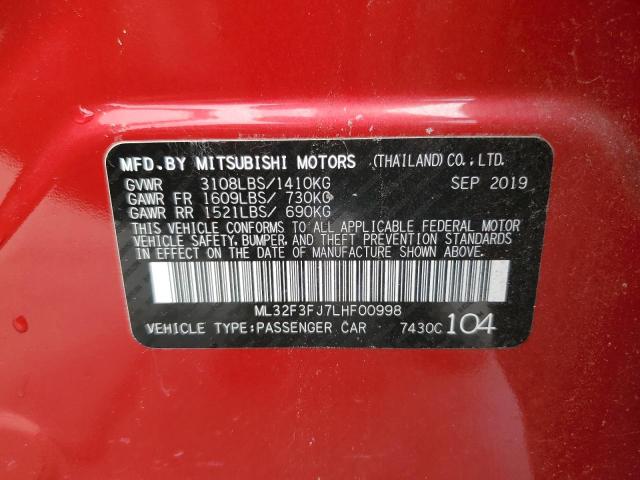 MFD.BY MITSUBISHI MOTORS (THAILAND)CO.,LTD.
GVWR 3108LBS/1410KG SEP 2019
GAWR FR 1609LBS/ 730KG
GAWR RR 1521LBS/ 690KG
THIS VEHICLE CONFORMS TO ALL APPLICABLE FEDERAL MOTOR
VEHICLE SAFETY, BUMPER, AND THEFT PREVENTION STANDARDS
IN EFFECT ON THE DATE OF MANUFACTURE SHOWN ABOVE.
ML32F3FJ7LHF00998
VEHICLE TYPE:PASSENGER CAR 7430C 104